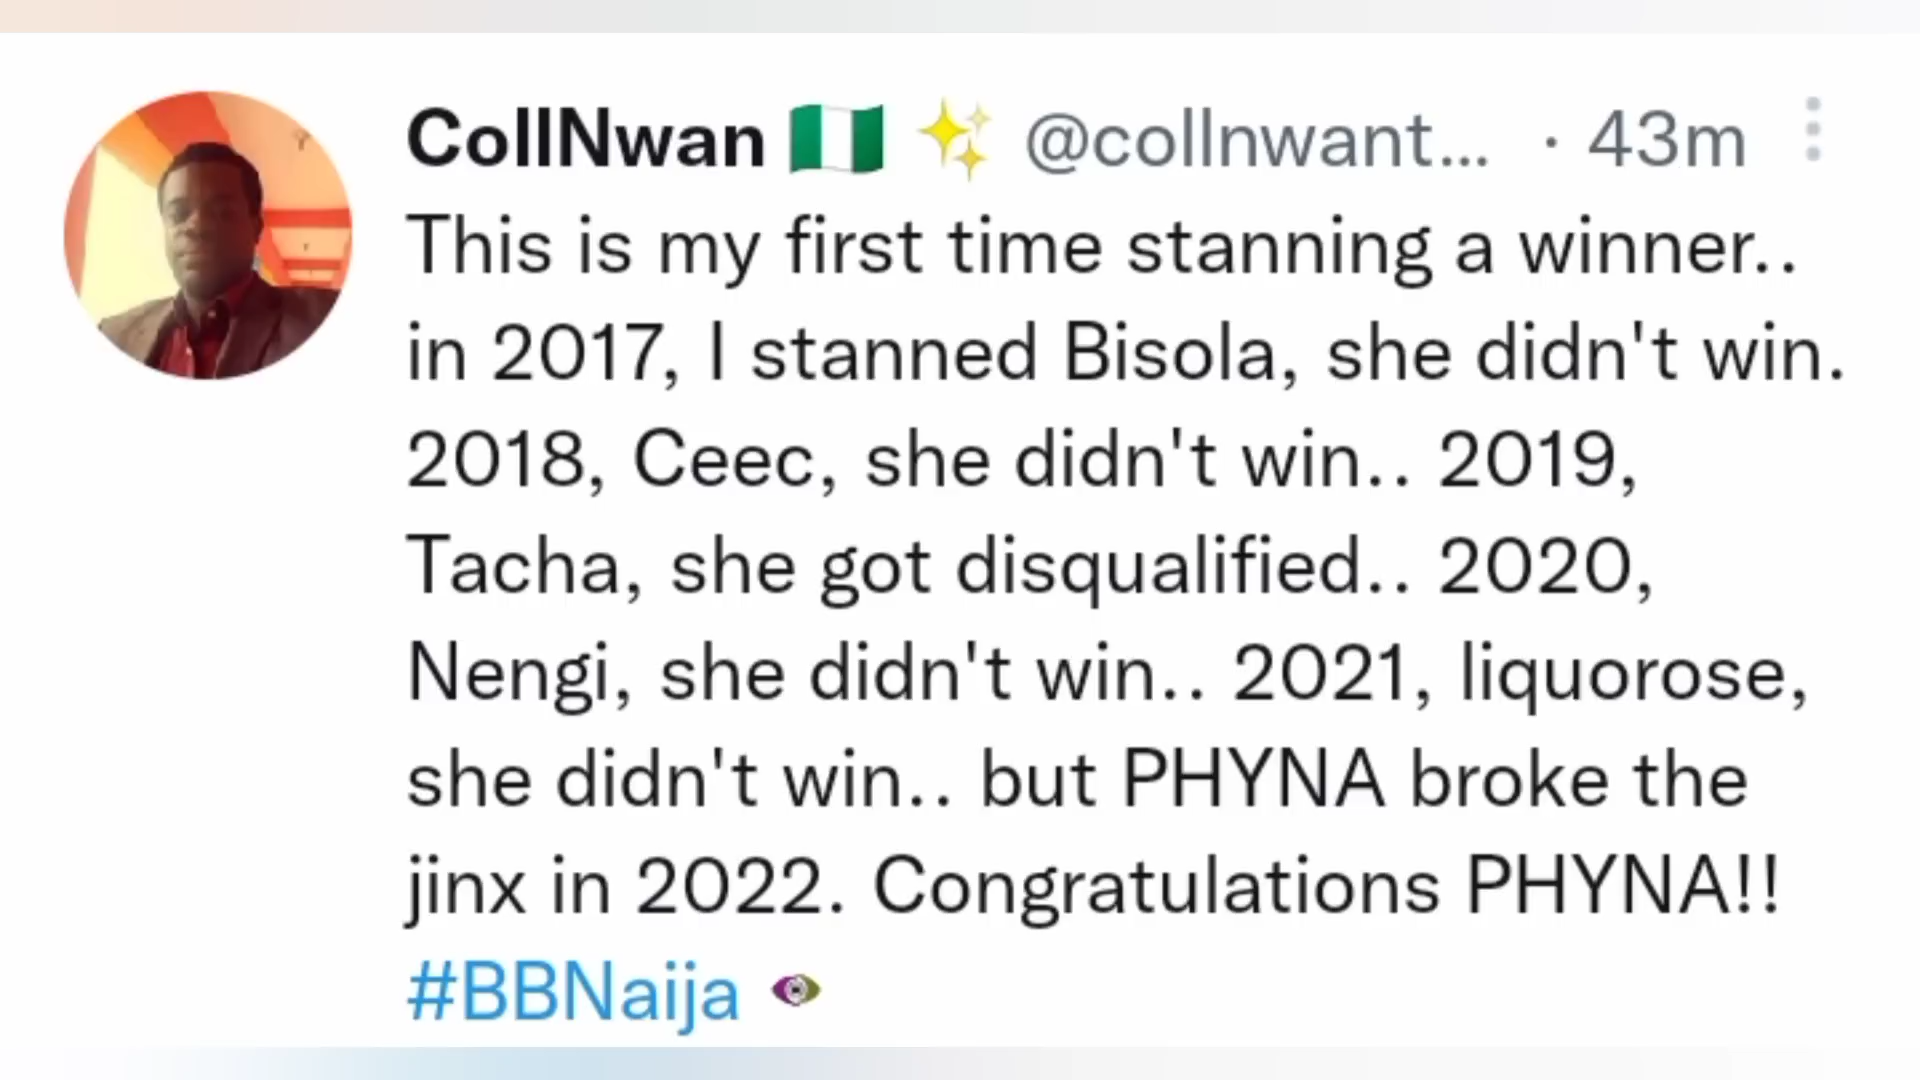 CollNwan 🇳🇬 ✨ @collnwant... · 43m
This is my first time stanning a winner..
in 2017, I stanned Bisola, she didn't win.
2018, Ceec, she didn't win.. 2019,
Tacha, she got disqualified.. 2020,
Nengi, she didn't win.. 2021, liquorose,
she didn't win.. but PHYNA broke the
jinx in 2022. Congratulations PHYNA!!
#BBNaija